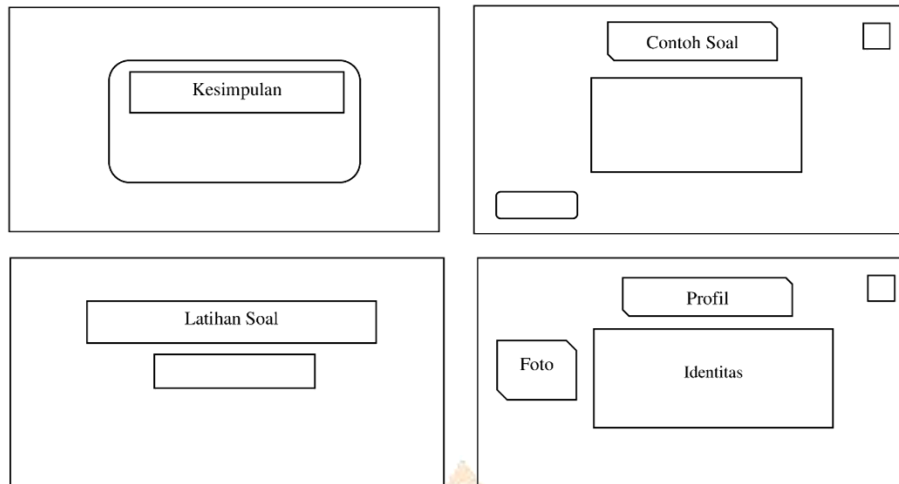 Kesimpulan
Contoh Soal
Latihan Soal
Profil
Foto
Identitas